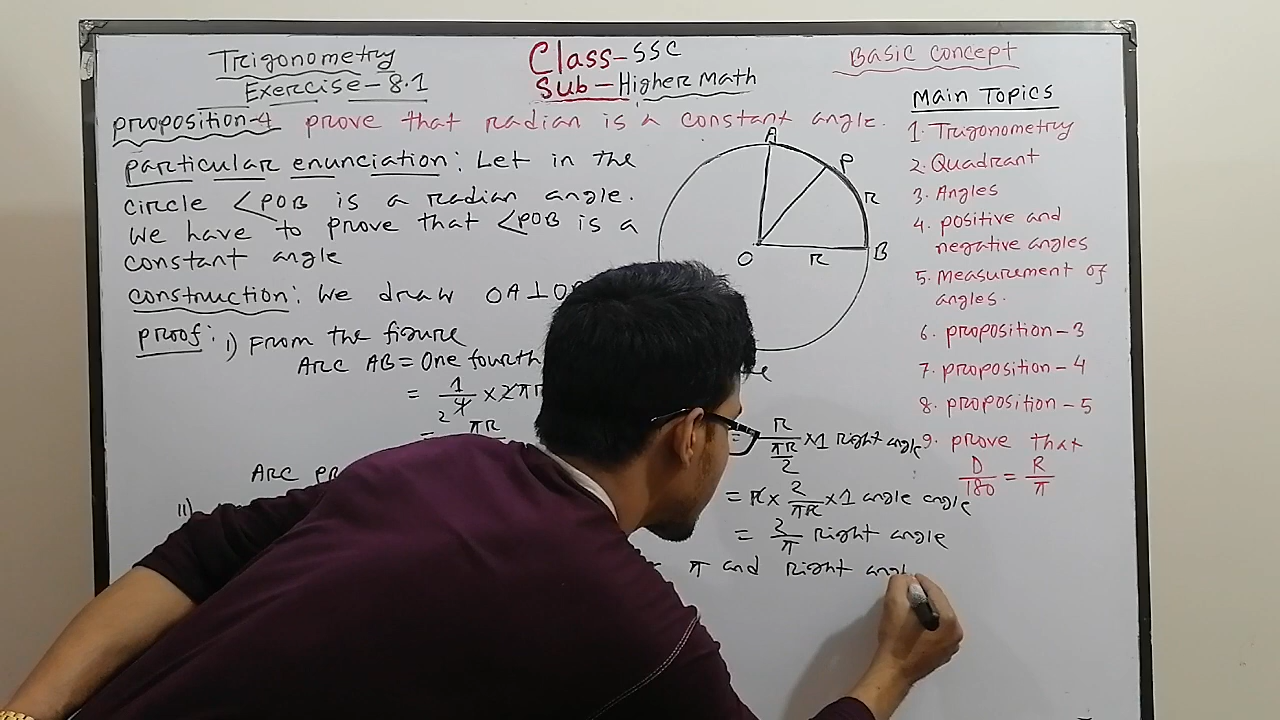 Trigonometry
Exercise-8.1
Class-SSC
Sub-Higher Math
Basic Concept
proposition-4 prove that radian is a constant angle.
particular enunciation: Let in the
circle ∠POB is a radian angle.
We have to prove that ∠POB is a
constant angle
construction: We draw OA⊥O
proof: i) From the figure
ARC AB = One fourth
= 1/4 × 2πR
2
= πR
ARC
ii)
A
P
R
B
O
R
= R/(πR/2) × 1 right angle
= R × 2/πR × 1 angle angle
= 2/π right angle
π and right angl
Main Topics
1. Trigonometry
2. Quadrant
3. Angles
4. positive and
negative angles
5. Measurement of
angles.
6. proposition-3
7. proposition-4
8. proposition-5
9. prove that
D/180 = R/π